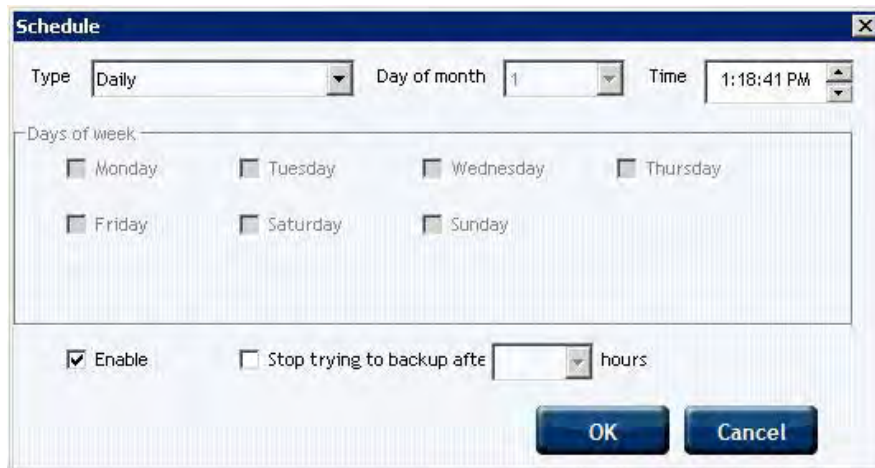 Schedule
Type Daily Day of month 1 Time 1:18:41 PM
Days of week
Monday Tuesday Wednesday Thursday
Friday Saturday Sunday
Enable Stop trying to backup afte hours
OK Cancel